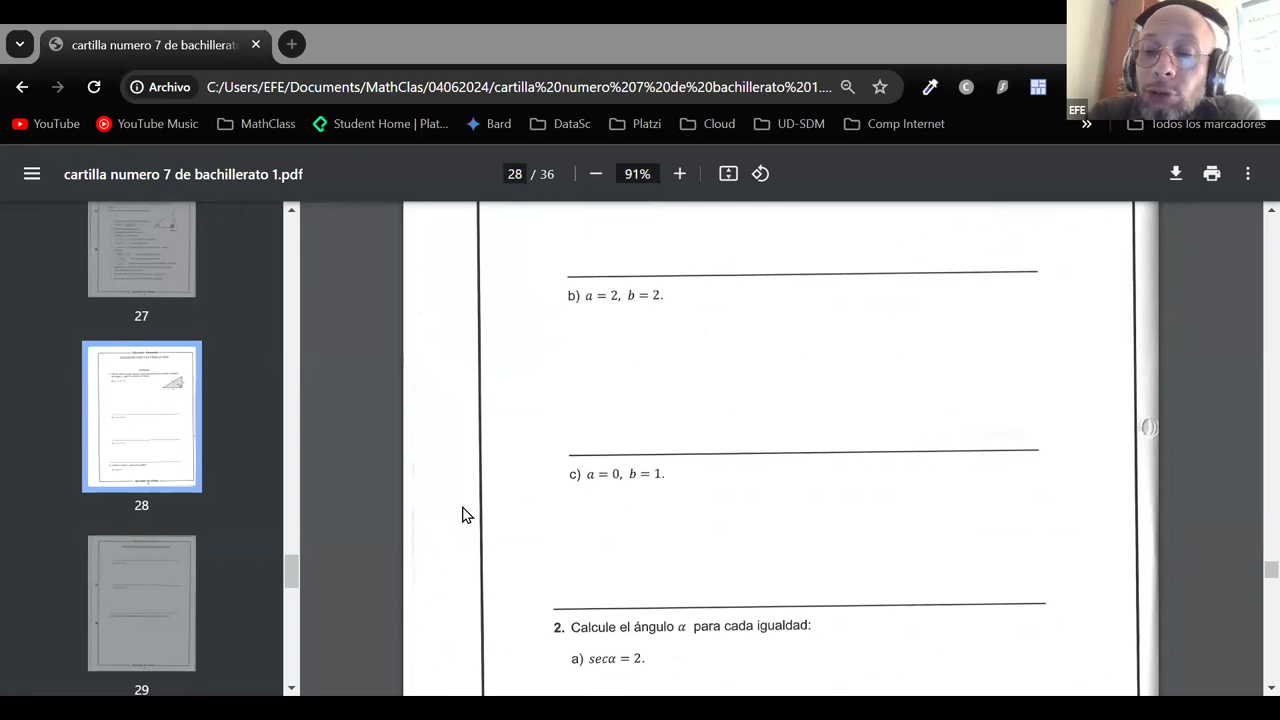 cartilla numero 7 de bachillerat
Archivo
C:/Users/EFE/Documents/MathClas/04062024/cartilla%20numero%207%20de%20bachillerato%201....
EFE
YouTube
YouTube Music
MathClass
Student Home | Plat...
Bard
DataSc
Platzi
Cloud
UD-SDM
Comp Internet
Todos los marcadores
cartilla numero 7 de bachillerato 1.pdf
28 / 36
91%
27
28
29
b) a = 2, b = 2.
c) a = 0, b = 1.
2. Calcule el ángulo α para cada igualdad:
a) secα = 2.